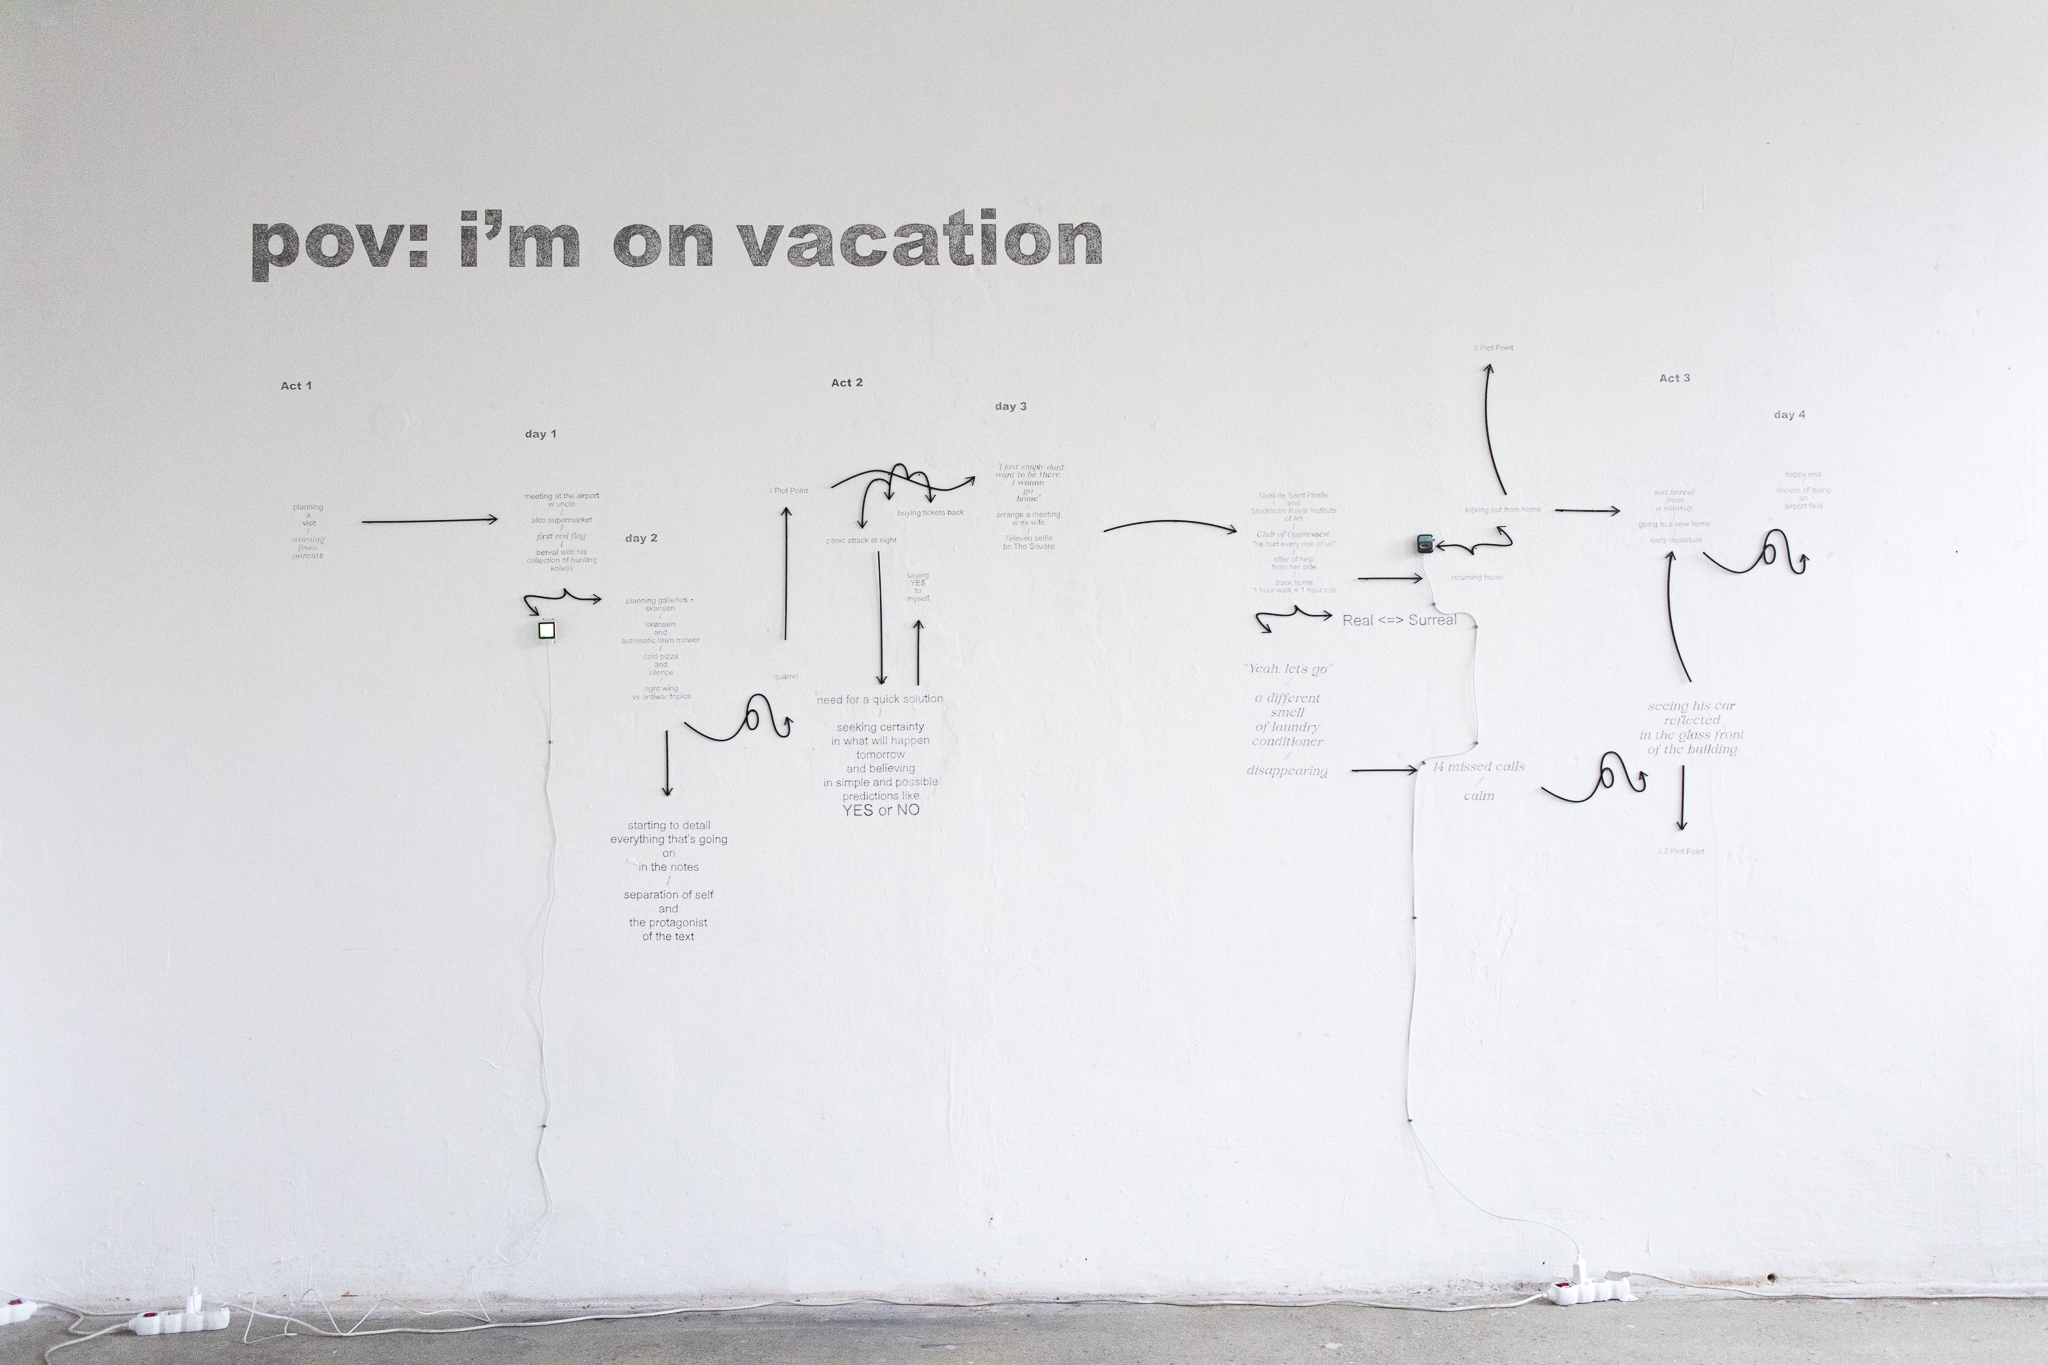 pov: i'm on vacation
Act 1
planning
a
visit
/
warning
from
parents
day 1
meeting at the airport
w uncle
/
alco supermarket
/
first red flag
/
bereal with his
collection of hunting
knives
day 2
planning galleries +
skansen
/
skansen
and
automatic lawn mower
/
cold pizza
and
silence
/
right wing
vs antiwar topics
starting to detail
everything that's going
on
in the notes
/
separation of self
and
the protagonist
of the text
quarrel
I Plot Point
Act 2
buying tickets back
panic attack at night
saying
YES
to
myself
need for a quick solution
/
seeking certainty
in what will happen
tomorrow
and believing
in simple and possible
predictions like
YES or NO
day 3
"I just simply dont
want to be there
I wanna
go
home"
/
arrange a meeting
w ex-wife
/
7eleven selfie
be The Square
Nicki de Saint Phalle
and
Stockholm Royal Institute
of Art
/
Club of Oppressed
"he hurt every one of us"
/
offer of help
from her side
/
back home
1 hour walk + 1 hour call
Real <=> Surreal
"Yeah, let's go"
/
a different
smell
of laundry
conditioner
/
disappearing
II Plot Point
kicking out from home
returning home
14 missed calls
/
calm
Act 3
sad bereal
from
a
going to a new home
/
early departure
seeing his car
reflected
in the glass front
of the building
II.2 Plot Point
day 4
happy end
/
of laying
on
airport field